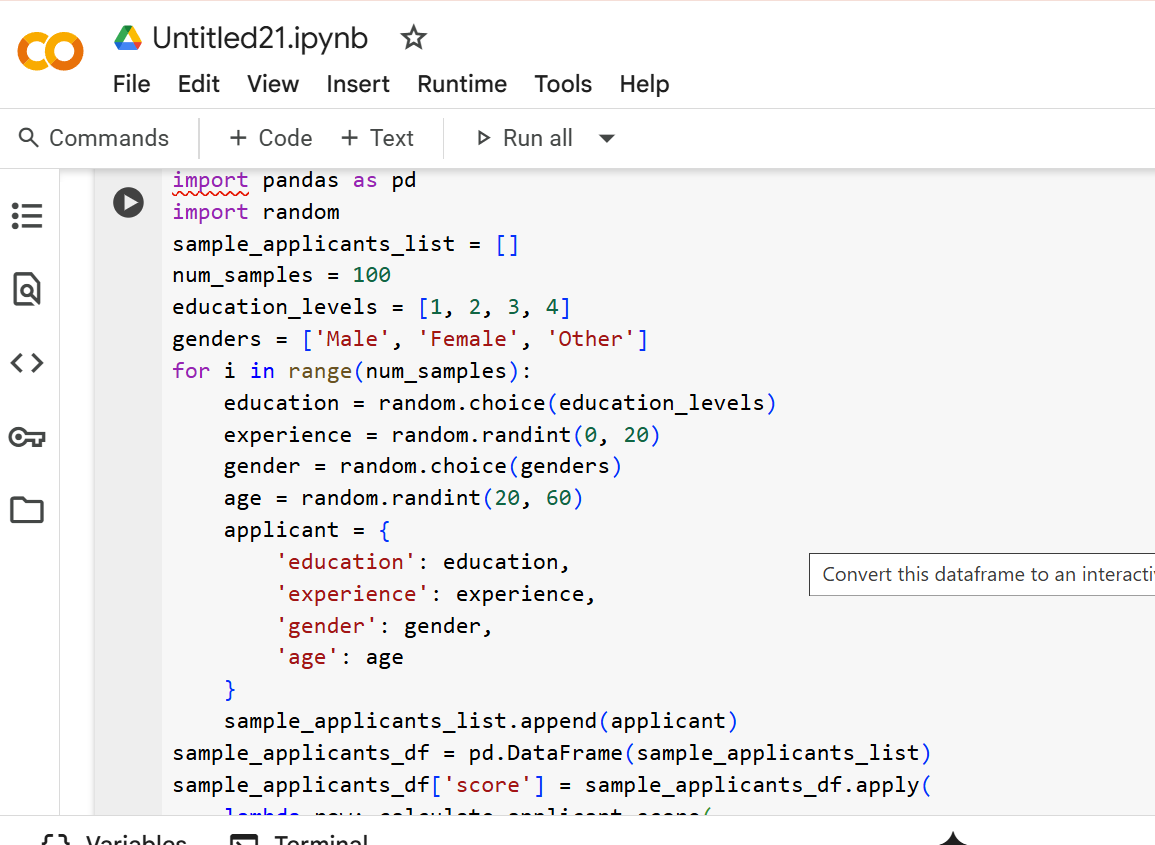 Untitled21.ipynb
File Edit View Insert Runtime Tools Help
Commands + Code + Text Run all
import pandas as pd
import random
sample_applicants_list = []
num_samples = 100
education_levels = [1, 2, 3, 4]
genders = ['Male', 'Female', 'Other']
for i in range(num_samples):
    education = random.choice(education_levels)
    experience = random.randint(0, 20)
    gender = random.choice(genders)
    age = random.randint(20, 60)
    applicant = {
        'education': education,
        'experience': experience,
        'gender': gender,
        'age': age
    }
    sample_applicants_list.append(applicant)
sample_applicants_df = pd.DataFrame(sample_applicants_list)
sample_applicants_df['score'] = sample_applicants_df.apply(
    lambda row: calculate_applicant_score(
Convert this dataframe to an interacti
{} Variables Terminal